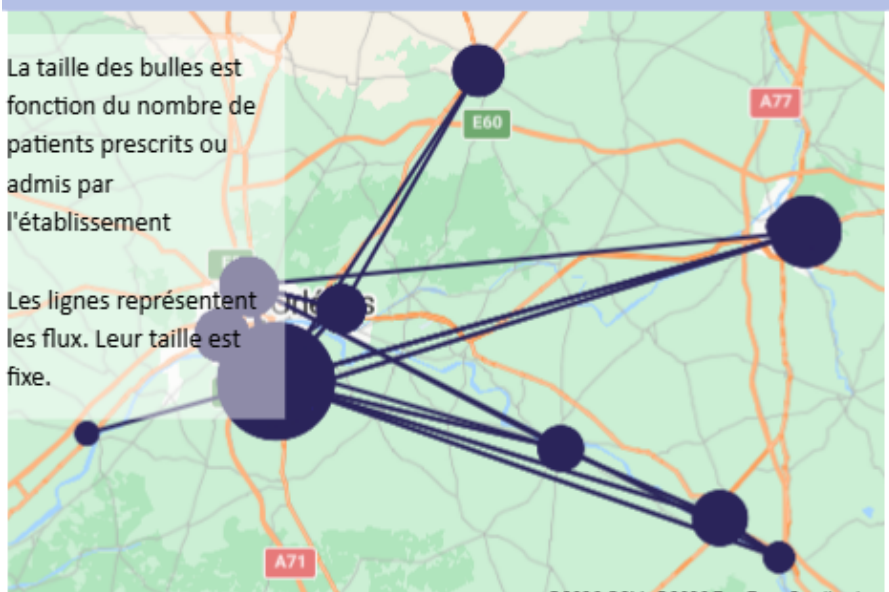 La taille des bulles est
fonction du nombre de
patients prescrits ou
admis par
l'établissement
Les lignes représentent
les flux. Leur taille est
fixe.
E60
A77
A71